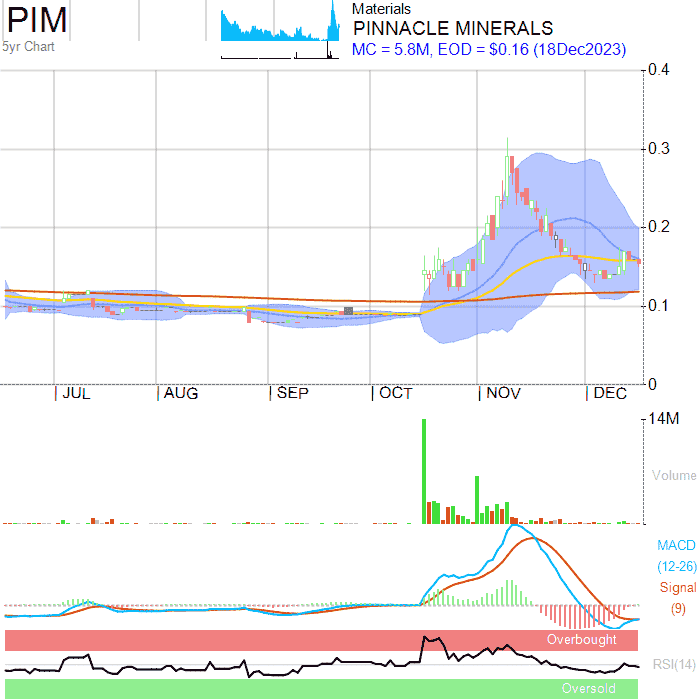 PIM
5yr Chart
Materials
PINNACLE MINERALS
MC = 5.8M, EOD = $0.16 (18Dec2023)
0.4
0.3
0.2
0.1
0
JUL AUG SEP OCT NOV DEC
14M
Volume
MACD
(12-26)
Signal
(9)
Overbought
RSI(14)
Oversold